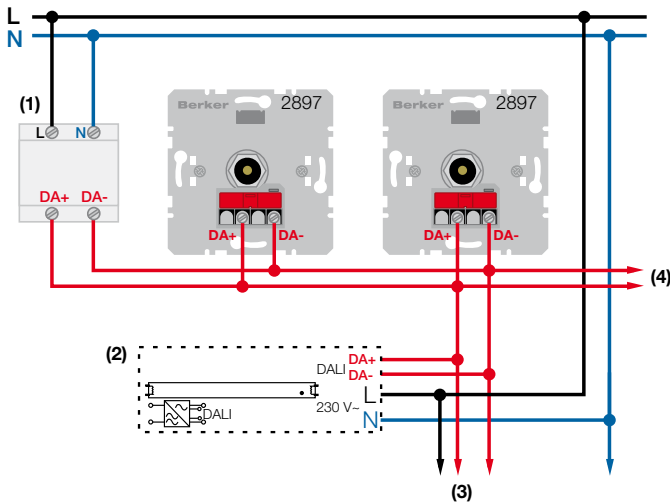 L
N
(1)
L N
DA+ DA-
Berker 2897
DA+ DA-
Berker 2897
DA+ DA-
(4)
(2)
DALI DA+
DA-
L
230 V~
N
DALI
(3)